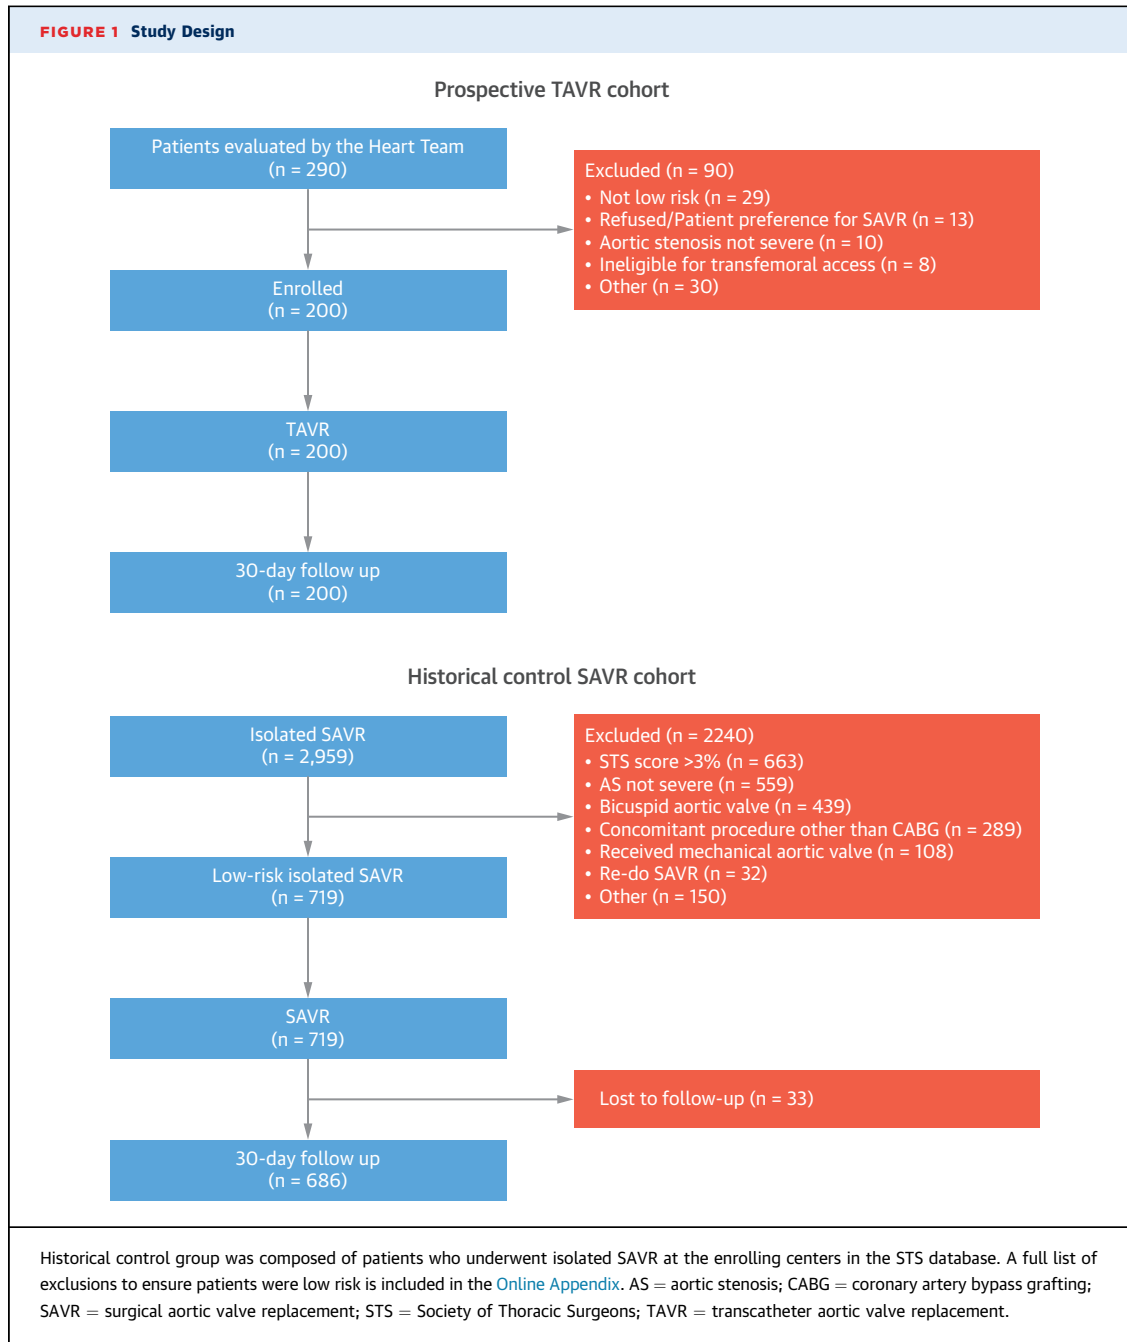 FIGURE 1 Study Design
Prospective TAVR cohort
Patients evaluated by the Heart Team
(n = 290)
Excluded (n = 90)
• Not low risk (n = 29)
• Refused/Patient preference for SAVR (n = 13)
• Aortic stenosis not severe (n = 10)
• Ineligible for transfemoral access (n = 8)
• Other (n = 30)
Enrolled
(n = 200)
TAVR
(n = 200)
30-day follow up
(n = 200)
Historical control SAVR cohort
Isolated SAVR
(n = 2,959)
Excluded (n = 2240)
• STS score >3% (n = 663)
• AS not severe (n = 559)
• Bicuspid aortic valve (n = 439)
• Concomitant procedure other than CABG (n = 289)
• Received mechanical aortic valve (n = 108)
• Re-do SAVR (n = 32)
• Other (n = 150)
Low-risk isolated SAVR
(n = 719)
SAVR
(n = 719)
Lost to follow-up (n = 33)
30-day follow up
(n = 686)
Historical control group was composed of patients who underwent isolated SAVR at the enrolling centers in the STS database. A full list of
exclusions to ensure patients were low risk is included in the Online Appendix. AS = aortic stenosis; CABG = coronary artery bypass grafting;
SAVR = surgical aortic valve replacement; STS = Society of Thoracic Surgeons; TAVR = transcatheter aortic valve replacement.